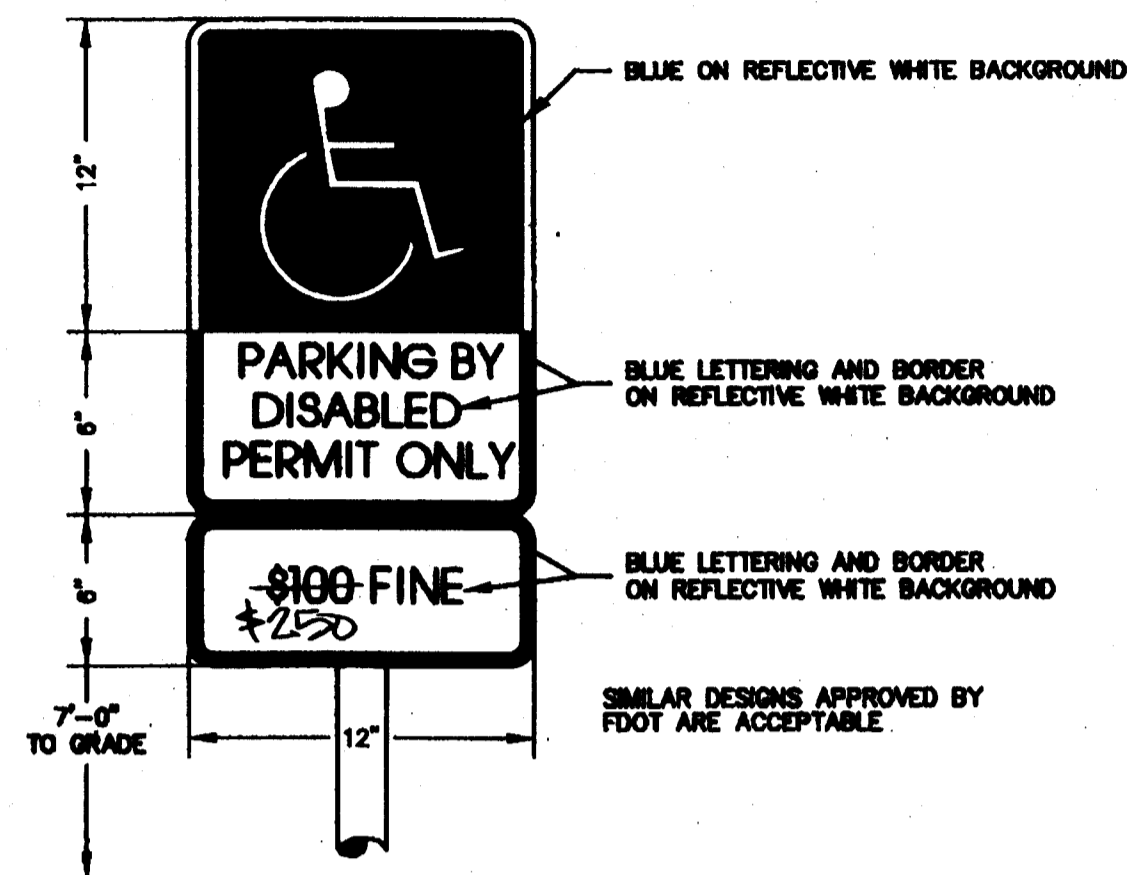 BLUE ON REFLECTIVE WHITE BACKGROUND
12"
PARKING BY
DISABLED
PERMIT ONLY
BLUE LETTERING AND BORDER
ON REFLECTIVE WHITE BACKGROUND
6"
$100 FINE
$250
BLUE LETTERING AND BORDER
ON REFLECTIVE WHITE BACKGROUND
6"
SIMILAR DESIGNS APPROVED BY
FDOT ARE ACCEPTABLE
7'-0"
TO GRADE
12"